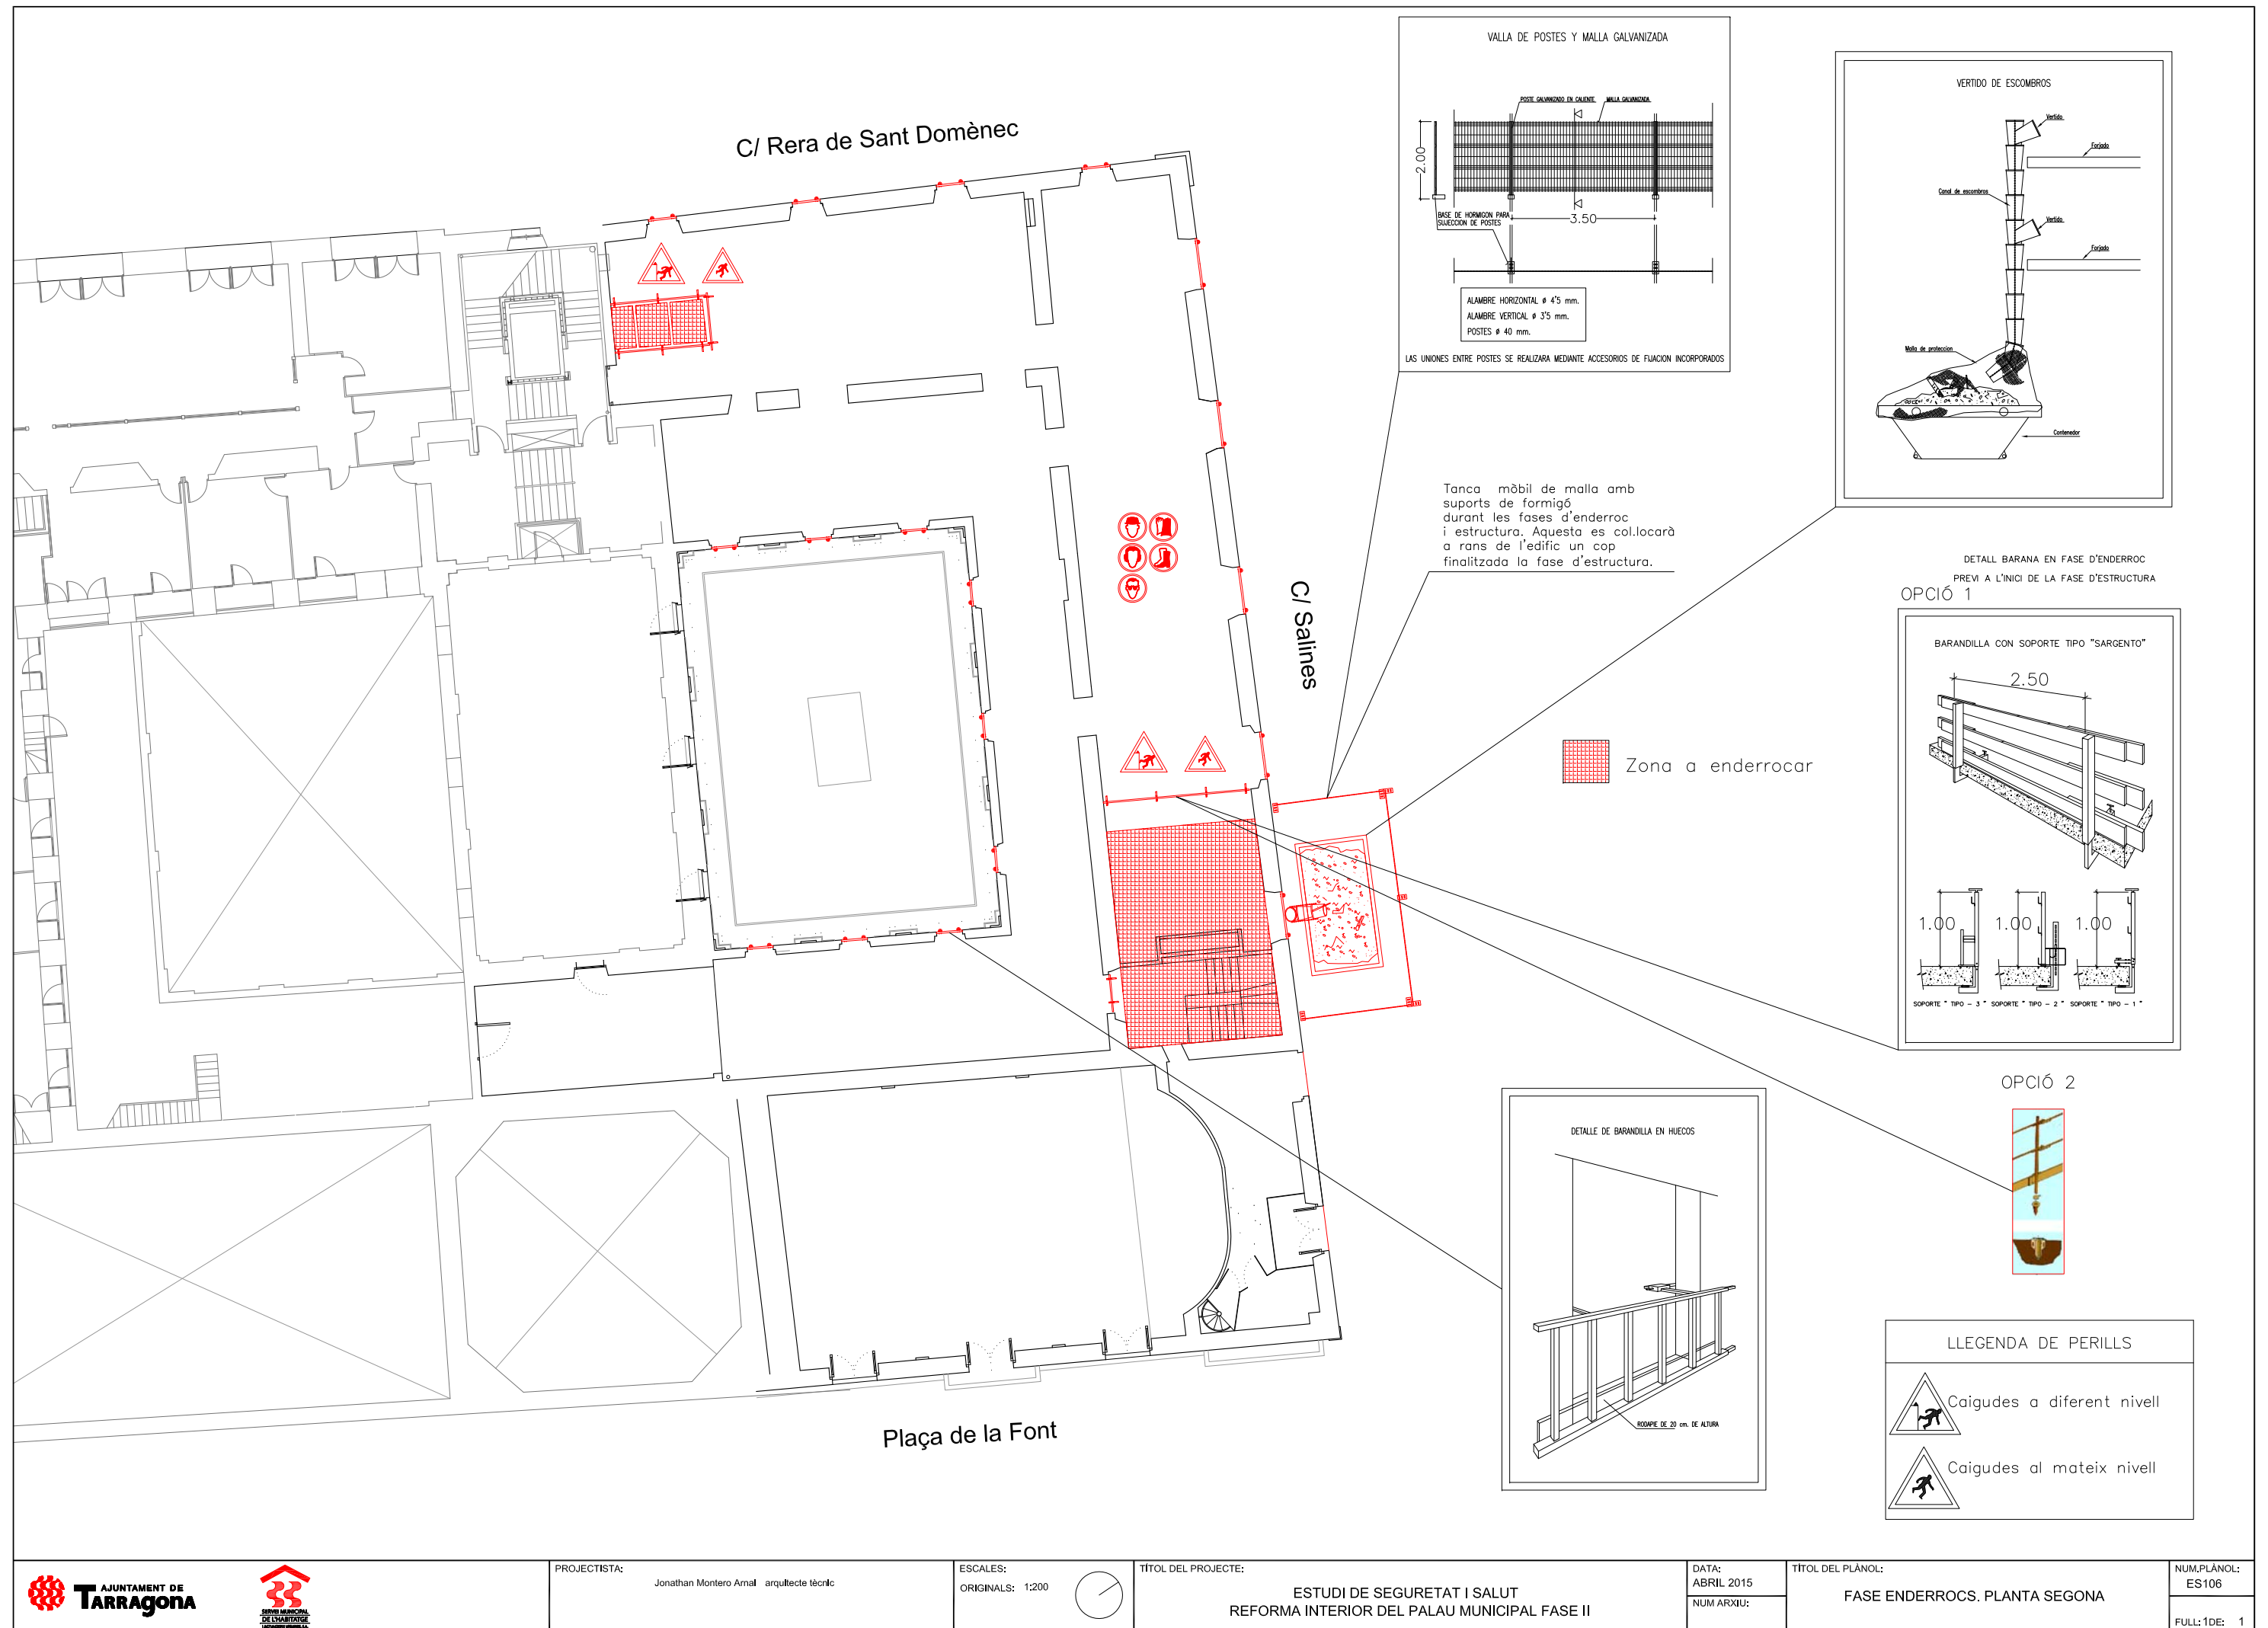 C/ Rera de Sant Domènec
C/ Salines
Plaça de la Font
VALLA DE POSTES Y MALLA GALVANIZADA
POSTE GALVANIZADO EN CALIENTE
MALLA GALVANIZADA
2.00
3.50
BASE DE HORMIGON PARA
SUJECCION DE POSTES
ALAMBRE HORIZONTAL ø 4'5 mm.
ALAMBRE VERTICAL ø 3'5 mm.
POSTES ø 40 mm.
LAS UNIONES ENTRE POSTES SE REALIZARA MEDIANTE ACCESORIOS DE FIJACION INCORPORADOS
VERTIDO DE ESCOMBROS
Vertido
Forjado
Canal de escombros
Vertido
Forjado
Malla de proteccion
Contenedor
Tanca mòbil de malla amb
suports de formigó
durant les fases d'enderroc
i estructura. Aquesta es col.locarà
a rans de l'edific un cop
finalitzada la fase d'estructura.
DETALL BARANA EN FASE D'ENDERROC
PREVI A L'INICI DE LA FASE D'ESTRUCTURA
OPCIÓ 1
BARANDILLA CON SOPORTE TIPO "SARGENTO"
2.50
1.00 1.00 1.00
SOPORTE " TIPO - 3 " SOPORTE " TIPO - 2 " SOPORTE " TIPO - 1 "
Zona a enderrocar
OPCIÓ 2
DETALLE DE BARANDILLA EN HUECOS
RODAPIE DE 20 cm. DE ALTURA
LLEGENDA DE PERILLS
Caigudes a diferent nivell
Caigudes al mateix nivell
AJUNTAMENT DE
TARRAGONA
SERVEI MUNICIPAL
DE L'HABITATGE
PROJECTISTA:
Jonathan Montero Arnal arquitecte tècnic
ESCALES:
ORIGINALS: 1:200
TÍTOL DEL PROJECTE:
ESTUDI DE SEGURETAT I SALUT
REFORMA INTERIOR DEL PALAU MUNICIPAL FASE II
DATA:
ABRIL 2015
NUM ARXIU:
TÍTOL DEL PLÀNOL:
FASE ENDERROCS. PLANTA SEGONA
NUM.PLÀNOL:
ES106
FULL: 1 DE: 1